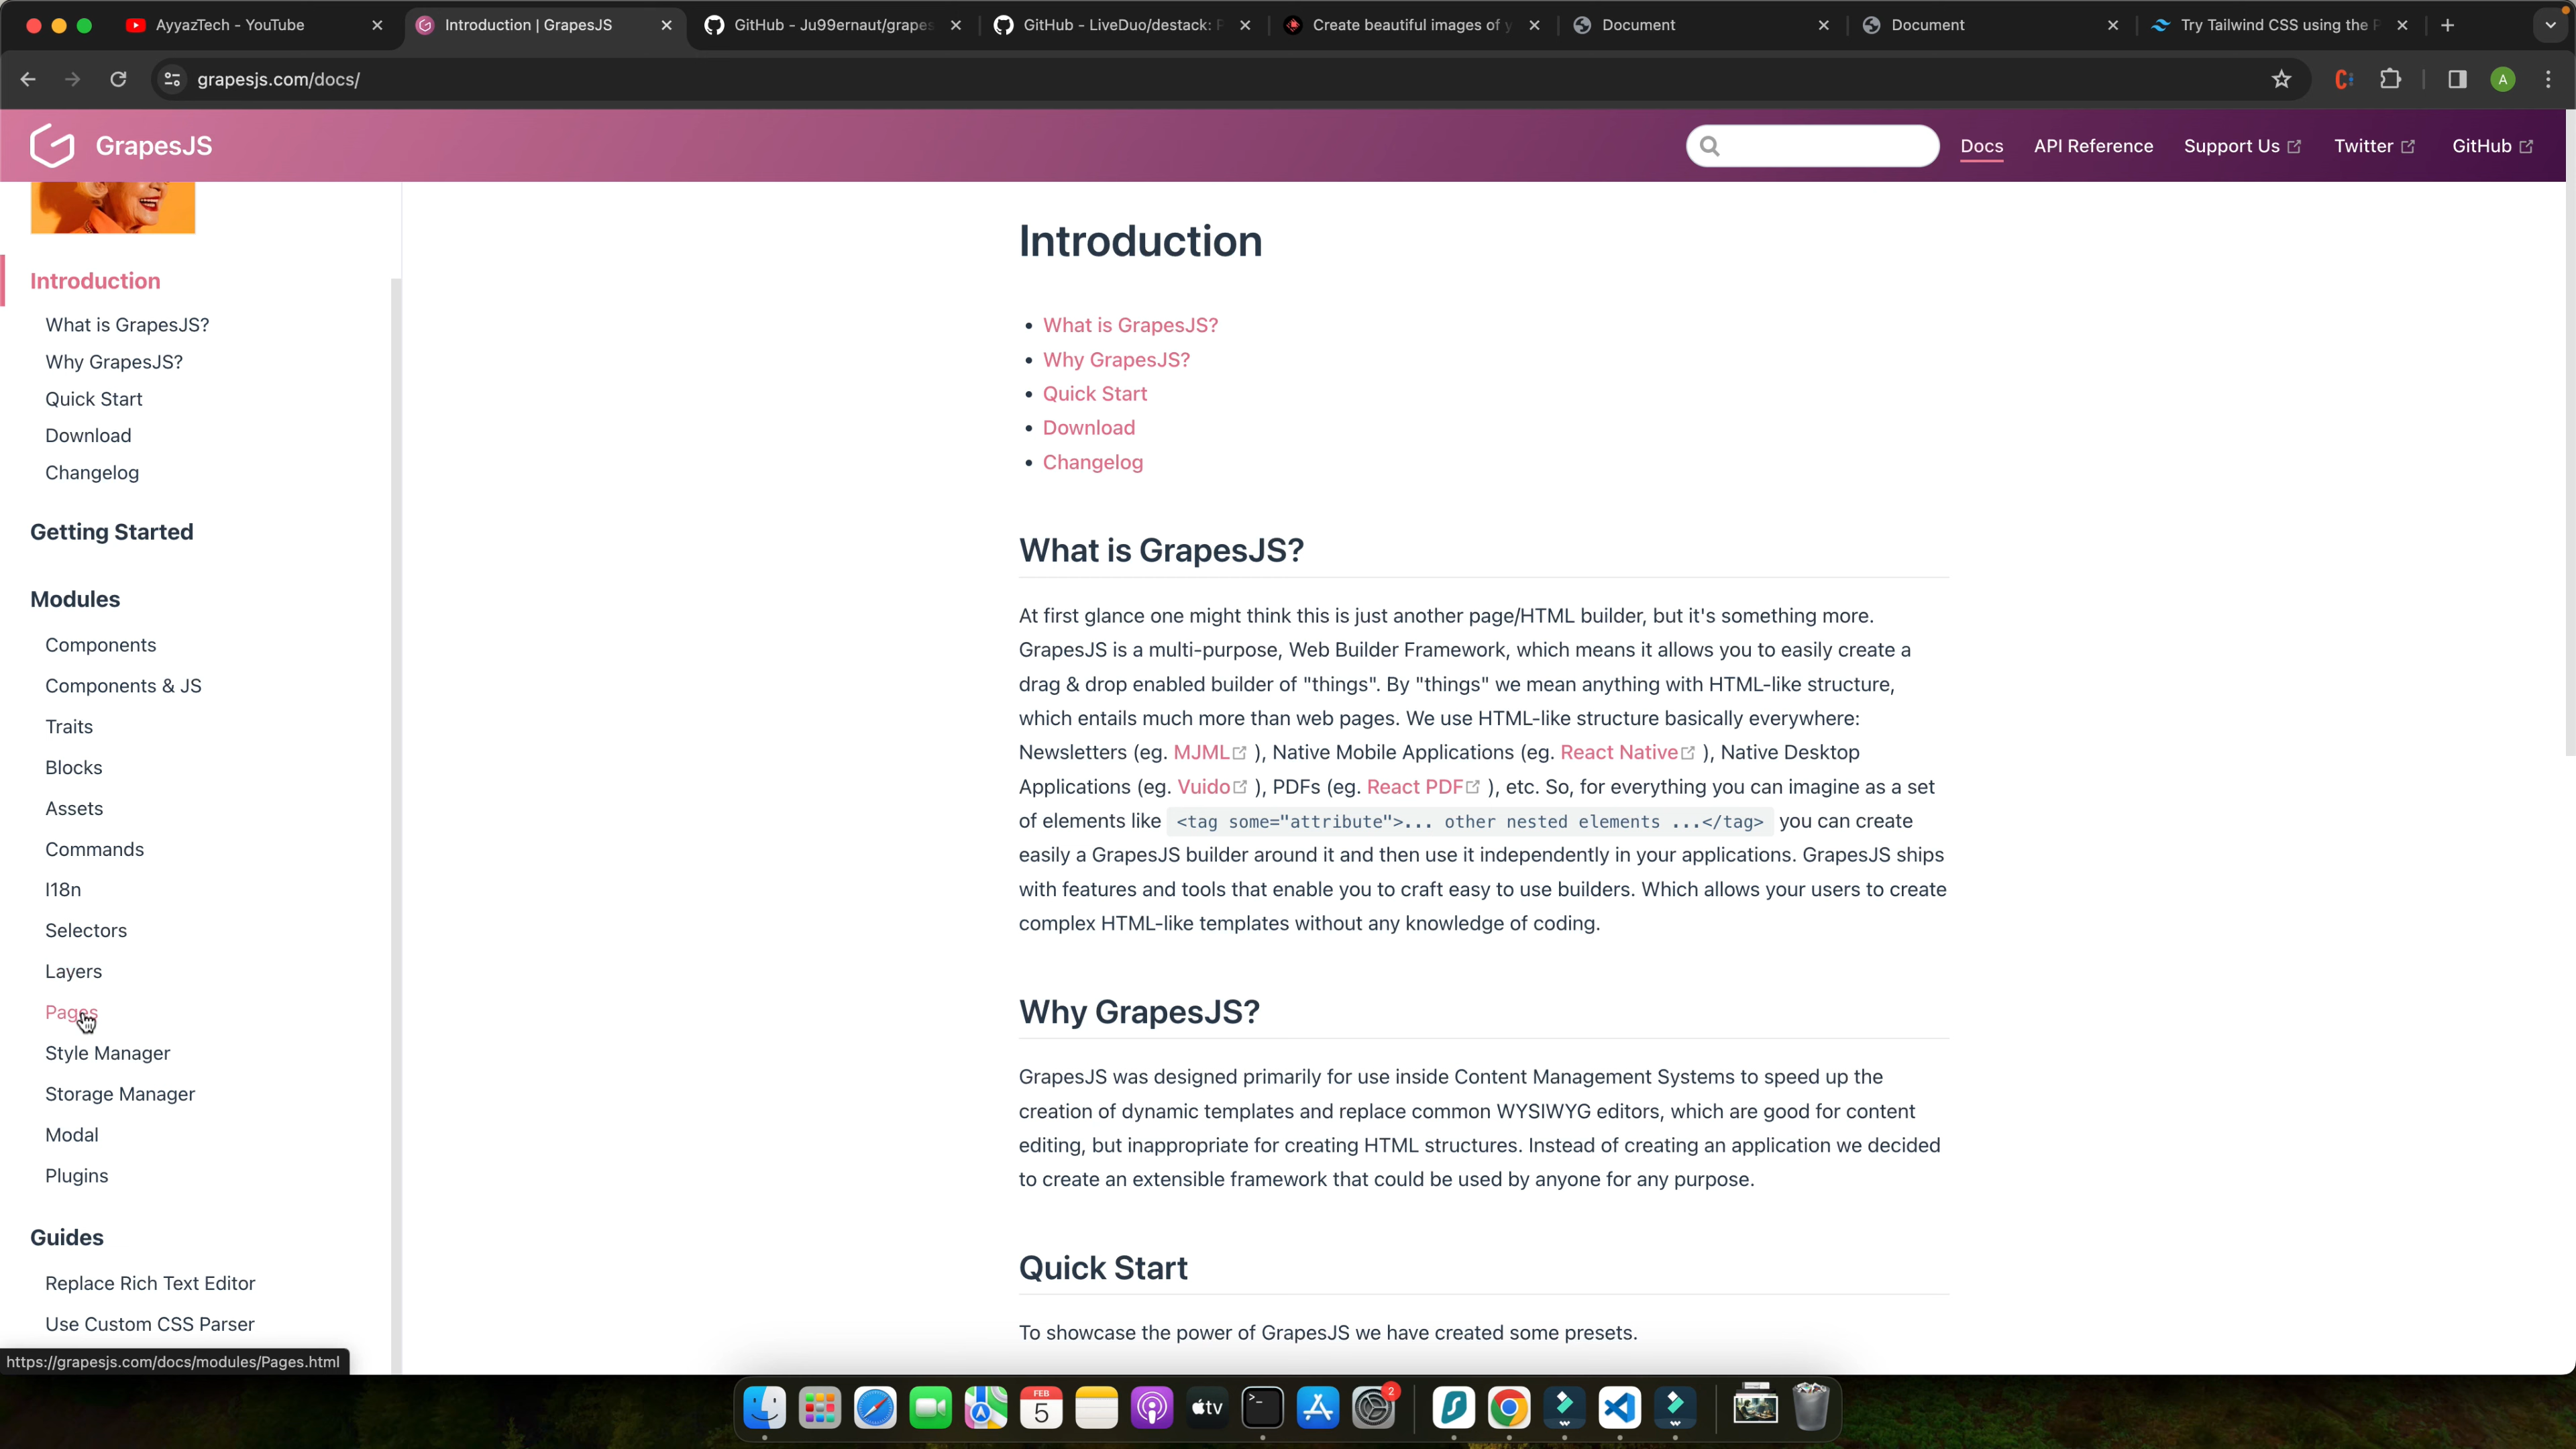 AyyazTech - YouTube
Introduction | GrapesJS
GitHub - Ju99ernaut/grapes
GitHub - LiveDuo/destack:
Create beautiful images of y
Document
Document
Try Tailwind CSS using the P
grapesjs.com/docs/
A
GrapesJS
Docs
API Reference
Support Us
Twitter
GitHub
Introduction
What is GrapesJS?
Why GrapesJS?
Quick Start
Download
Changelog
Getting Started
Modules
Components
Components & JS
Traits
Blocks
Assets
Commands
I18n
Selectors
Layers
Pages
Style Manager
Storage Manager
Modal
Plugins
Guides
Replace Rich Text Editor
Use Custom CSS Parser
https://grapesjs.com/docs/modules/Pages.html
Introduction
• What is GrapesJS?
• Why GrapesJS?
• Quick Start
• Download
• Changelog
What is GrapesJS?
At first glance one might think this is just another page/HTML builder, but it's something more.
GrapesJS is a multi-purpose, Web Builder Framework, which means it allows you to easily create a
drag & drop enabled builder of "things". By "things" we mean anything with HTML-like structure,
which entails much more than web pages. We use HTML-like structure basically everywhere:
Newsletters (eg. MJML ), Native Mobile Applications (eg. React Native ), Native Desktop
Applications (eg. Vuido ), PDFs (eg. React PDF ), etc. So, for everything you can imagine as a set
of elements like <tag some="attribute">... other nested elements ...</tag> you can create
easily a GrapesJS builder around it and then use it independently in your applications. GrapesJS ships
with features and tools that enable you to craft easy to use builders. Which allows your users to create
complex HTML-like templates without any knowledge of coding.
Why GrapesJS?
GrapesJS was designed primarily for use inside Content Management Systems to speed up the
creation of dynamic templates and replace common WYSIWYG editors, which are good for content
editing, but inappropriate for creating HTML structures. Instead of creating an application we decided
to create an extensible framework that could be used by anyone for any purpose.
Quick Start
To showcase the power of GrapesJS we have created some presets.
FEB
5
tv
2